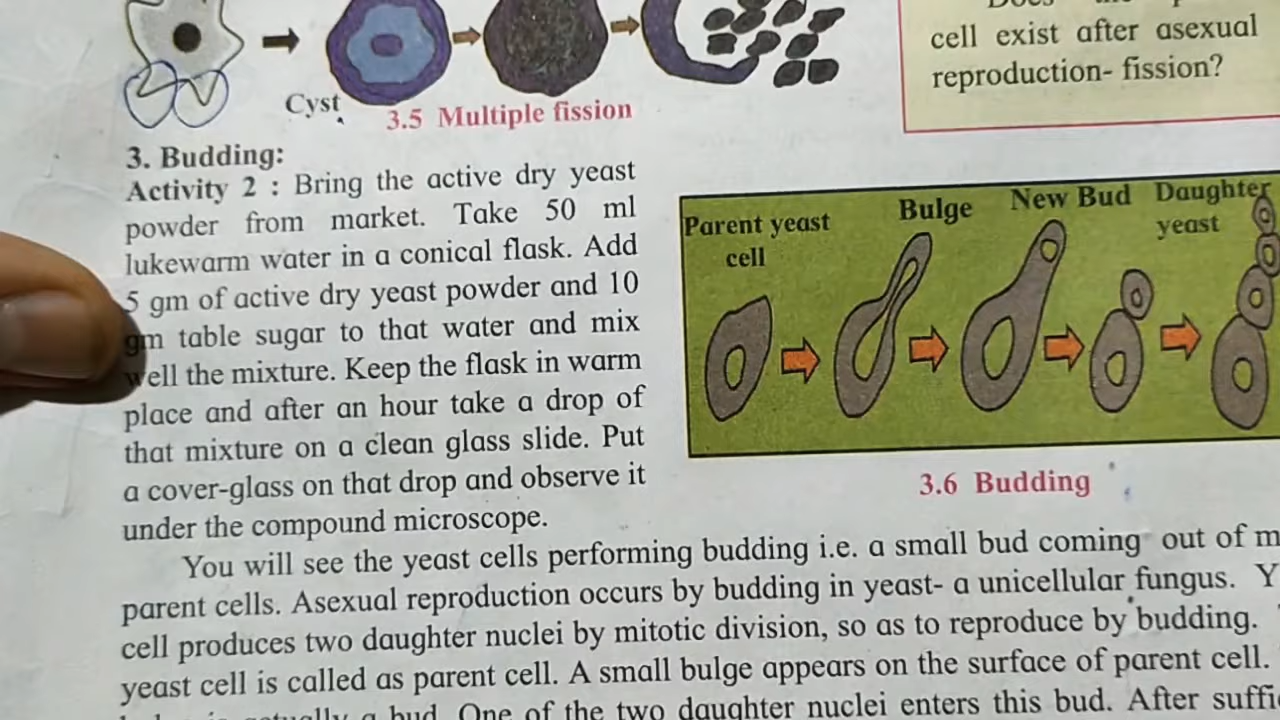 cell exist after asexual
reproduction- fission?
Cyst
3.5 Multiple fission
3. Budding:
Activity 2 : Bring the active dry yeast
powder from market. Take 50 ml
lukewarm water in a conical flask. Add
5 gm of active dry yeast powder and 10
gm table sugar to that water and mix
well the mixture. Keep the flask in warm
place and after an hour take a drop of
that mixture on a clean glass slide. Put
a cover-glass on that drop and observe it
under the compound microscope.
Parent yeast
cell
Bulge
New Bud
Daughter
yeast
3.6 Budding
You will see the yeast cells performing budding i.e. a small bud coming out of
parent cells. Asexual reproduction occurs by budding in yeast- a unicellular fungus.
cell produces two daughter nuclei by mitotic division, so as to reproduce by budding.
yeast cell is called as parent cell. A small bulge appears on the surface of parent cell.
actually a bud. One of the two daughter nuclei enters this bud. After